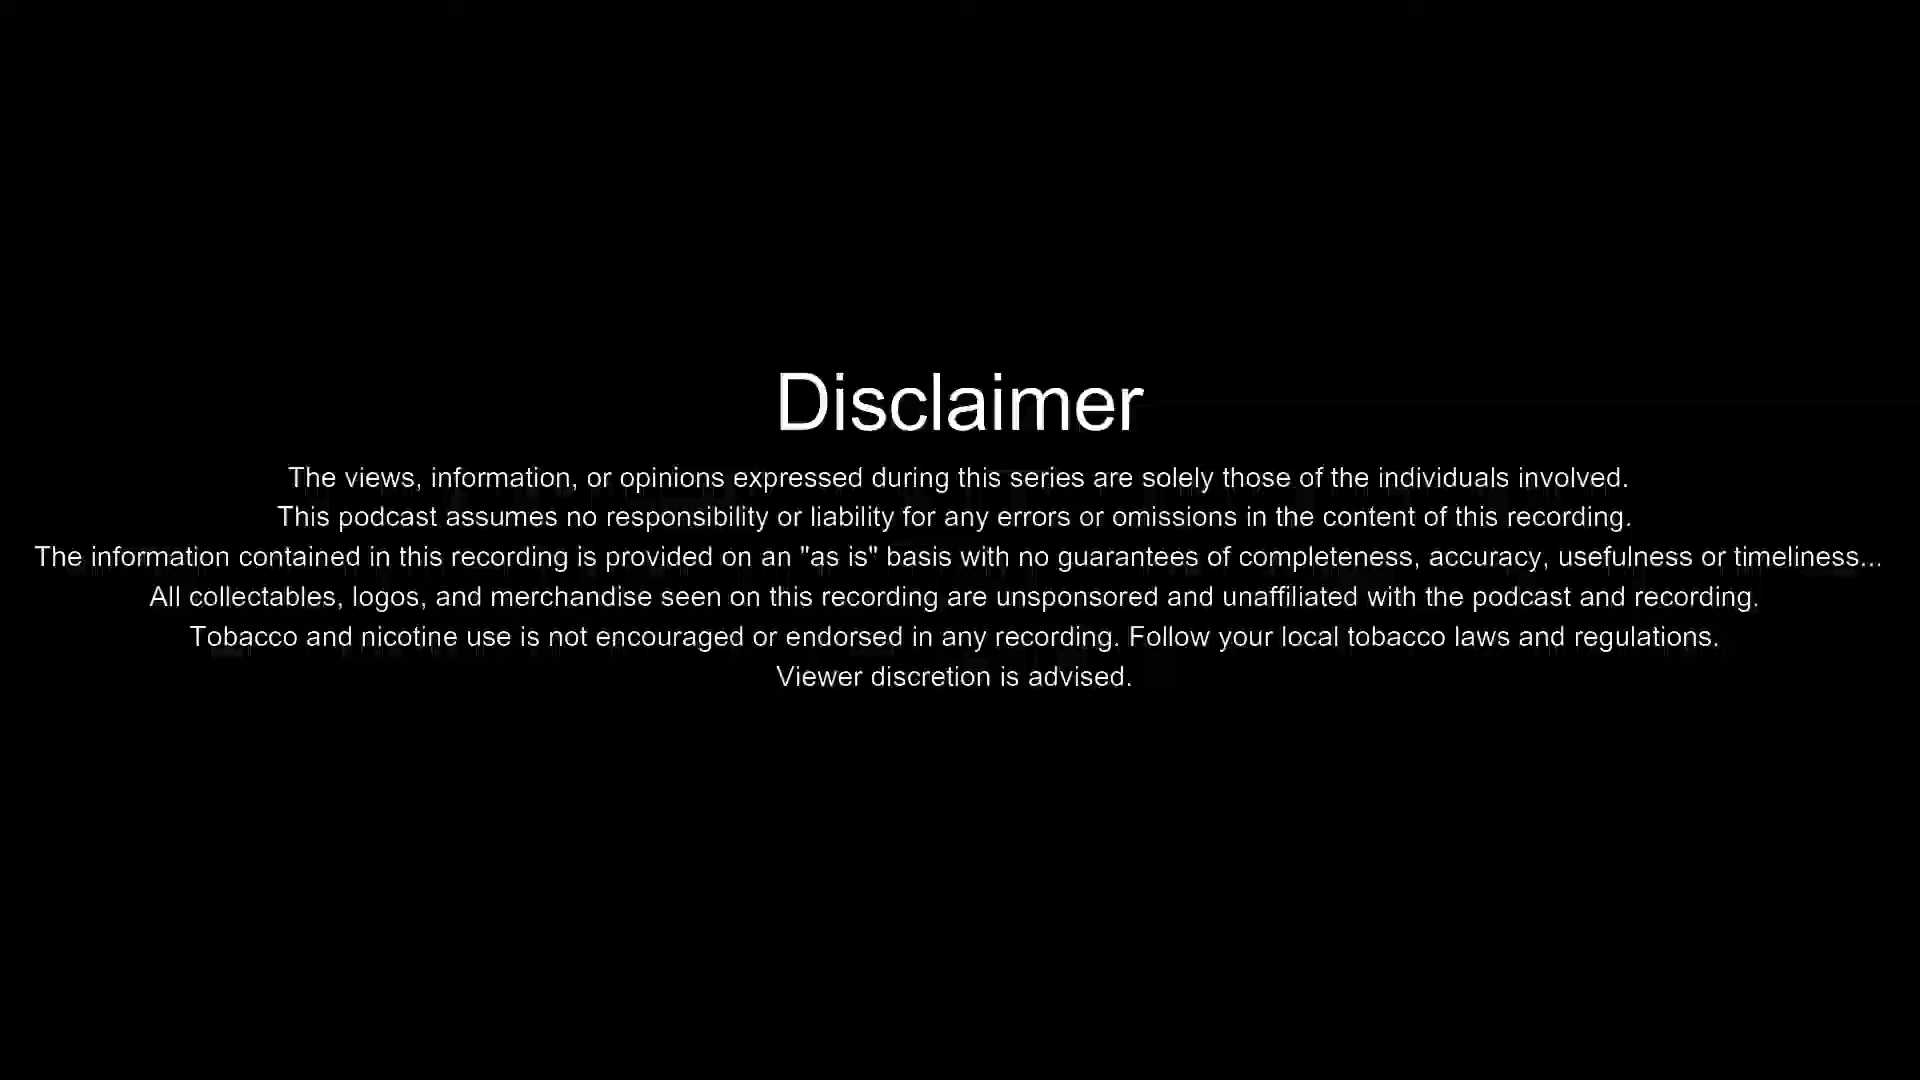 Disclaimer
The views, information, or opinions expressed during this series are solely those of the individuals involved.
This podcast assumes no responsibility or liability for any errors or omissions in the content of this recording.
The information contained in this recording is provided on an "as is" basis with no guarantees of completeness, accuracy, usefulness or timeliness...
All collectables, logos, and merchandise seen on this recording are unsponsored and unaffiliated with the podcast and recording.
Tobacco and nicotine use is not encouraged or endorsed in any recording. Follow your local tobacco laws and regulations.
Viewer discretion is advised.